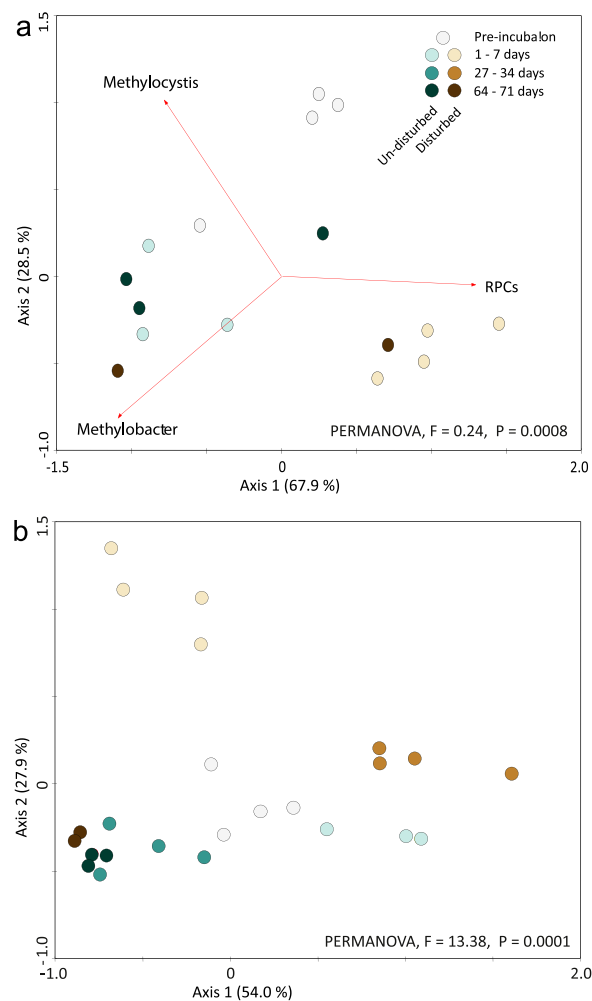 a
1.5
Pre-incubalon
1 - 7 days
27 - 34 days
64 - 71 days
Un-disturbed
Disturbed
Methylocystis
0
Axis 2 (28.5 %)
RPCs
Methylobacter
PERMANOVA, F = 0.24, P = 0.0008
-1.0
-1.5 0 2.0
Axis 1 (67.9 %)
b
1.5
0
Axis 2 (27.9 %)
PERMANOVA, F = 13.38, P = 0.0001
-1.0
-1.0 0 2.0
Axis 1 (54.0 %)